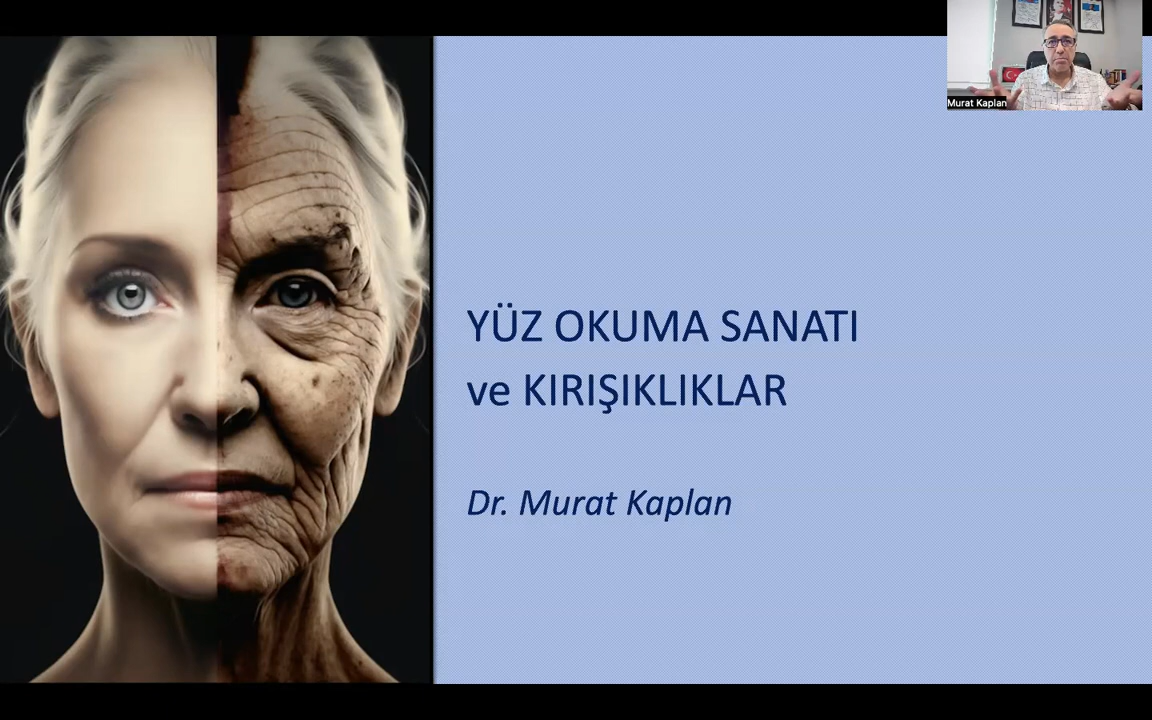 Murat Kaplan
YÜZ OKUMA SANATI
ve KIRIŞIKLIKLAR
Dr. Murat Kaplan